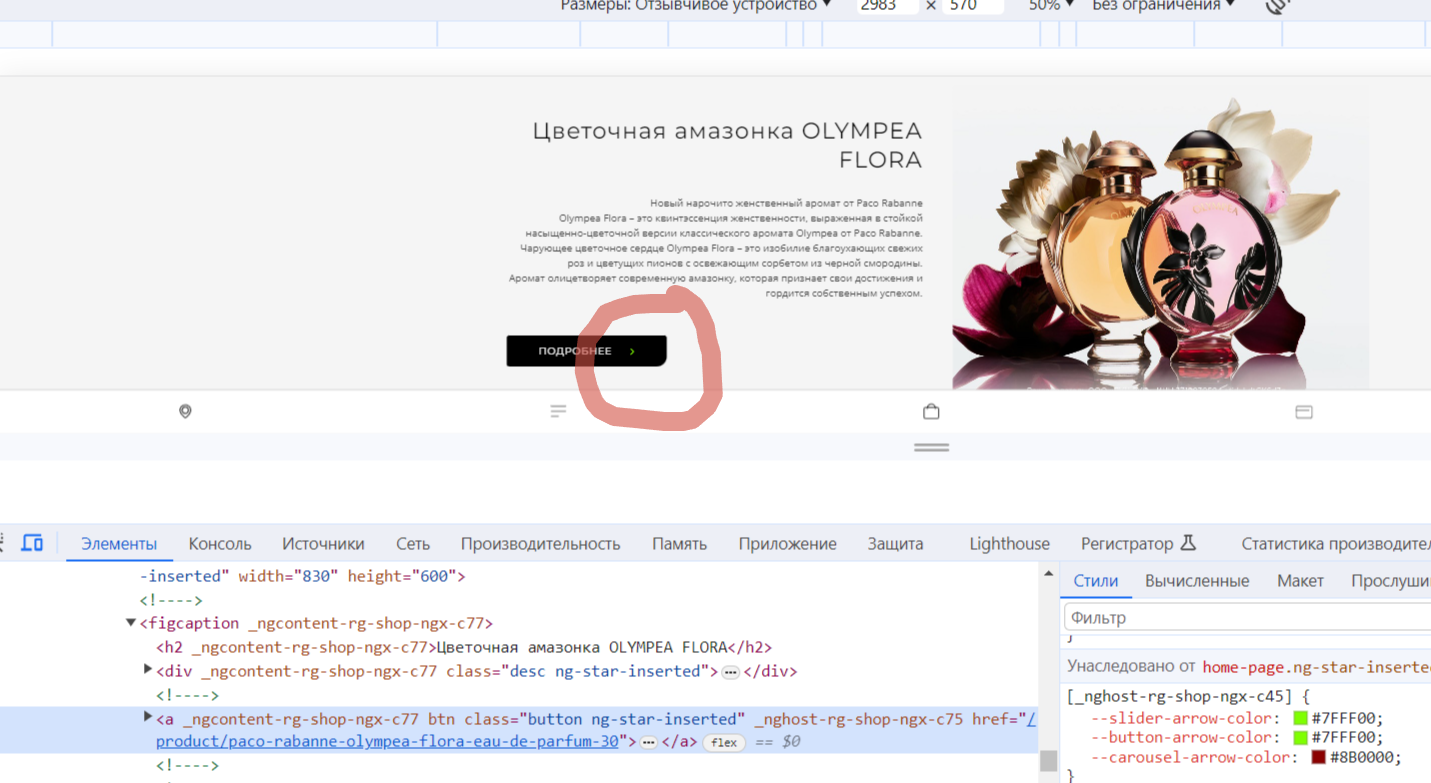 Размеры: Отзывчивое устройство ▼ 2983 × 570 50% ▼ Без ограничения ▼
Цветочная амазонка OLYMPEA
FLORA
Новый нарочито женственный аромат от Paco Rabanne
Olympea Flora – это квинтэссенция женственности, выраженная в стойкой
насыщенно-цветочной версии классического аромата Olympea от Paco Rabanne.
Чарующее цветочное сердце Olympea Flora – это изобилие благоухающих свежих
роз и цветущих пионов с освежающим сорбетом из черной смородины.
Аромат олицетворяет современную амазонку, которая признает свои достижения и
гордится собственным успехом.
ПОДРОБНЕЕ >
Элементы Консоль Источники Сеть Производительность Память Приложение Защита Lighthouse Регистратор Статистика производител
-inserted" width="830" height="600">
<!---->
▼<figcaption _ngcontent-rg-shop-ngx-c77>
<h2 _ngcontent-rg-shop-ngx-c77>Цветочная амазонка OLYMPEA FLORA</h2>
▶<div _ngcontent-rg-shop-ngx-c77 class="desc ng-star-inserted">…</div>
<!---->
▶<a _ngcontent-rg-shop-ngx-c77 btn class="button ng-star-inserted" _nghost-rg-shop-ngx-c75 href="/
product/paco-rabanne-olympea-flora-eau-de-parfum-30">…</a> flex == $0
<!---->
Стили Вычисленные Макет Прослуши
Фильтр
}
Унаследовано от home-page.ng-star-inserte
[_nghost-rg-shop-ngx-c45] {
--slider-arrow-color: #7FFF00;
--button-arrow-color: #7FFF00;
--carousel-arrow-color: #8B0000;
}